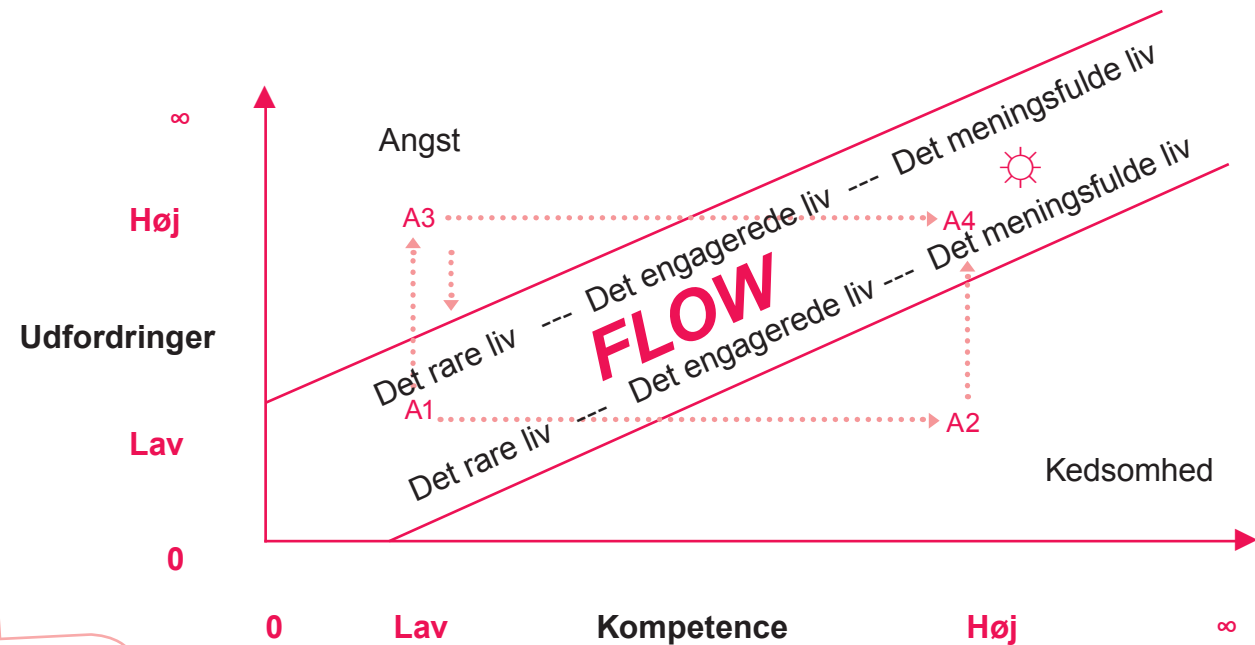 ∞
Angst
Høj
A3
A4
Det rare liv --- Det engagerede liv --- Det meningsfulde liv
FLOW
Det rare liv ---- Det engagerede liv --- Det meningsfulde liv
Udfordringer
A1
A2
Lav
Kedsomhed
0
0 Lav Kompetence Høj ∞